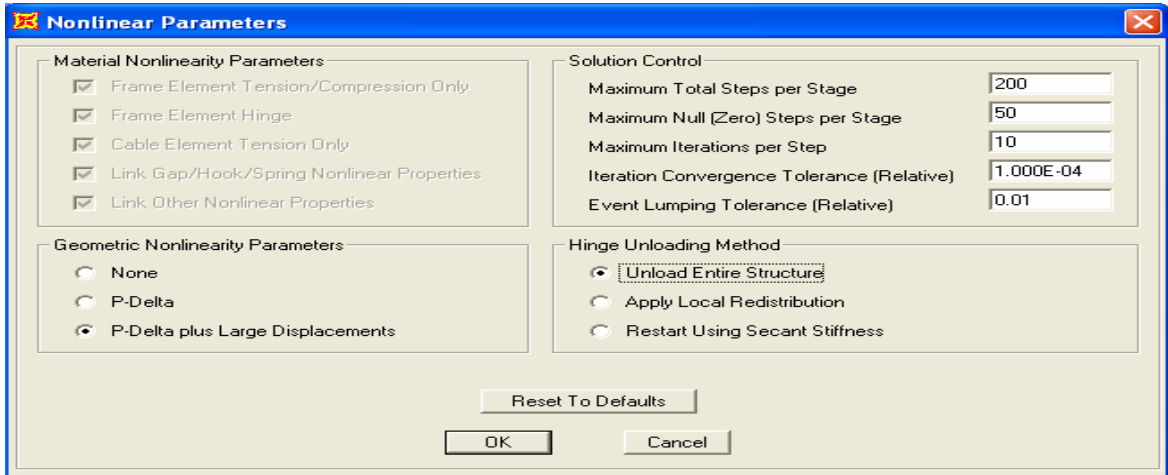 Nonlinear Parameters
Material Nonlinearity Parameters
Frame Element Tension/Compression Only
Frame Element Hinge
Cable Element Tension Only
Link Gap/Hook/Spring Nonlinear Properties
Link Other Nonlinear Properties
Solution Control
Maximum Total Steps per Stage 200
Maximum Null (Zero) Steps per Stage 50
Maximum Iterations per Step 10
Iteration Convergence Tolerance (Relative) 1.000E-04
Event Lumping Tolerance (Relative) 0.01
Geometric Nonlinearity Parameters
None
P-Delta
P-Delta plus Large Displacements
Hinge Unloading Method
Unload Entire Structure
Apply Local Redistribution
Restart Using Secant Stiffness
Reset To Defaults
OK Cancel